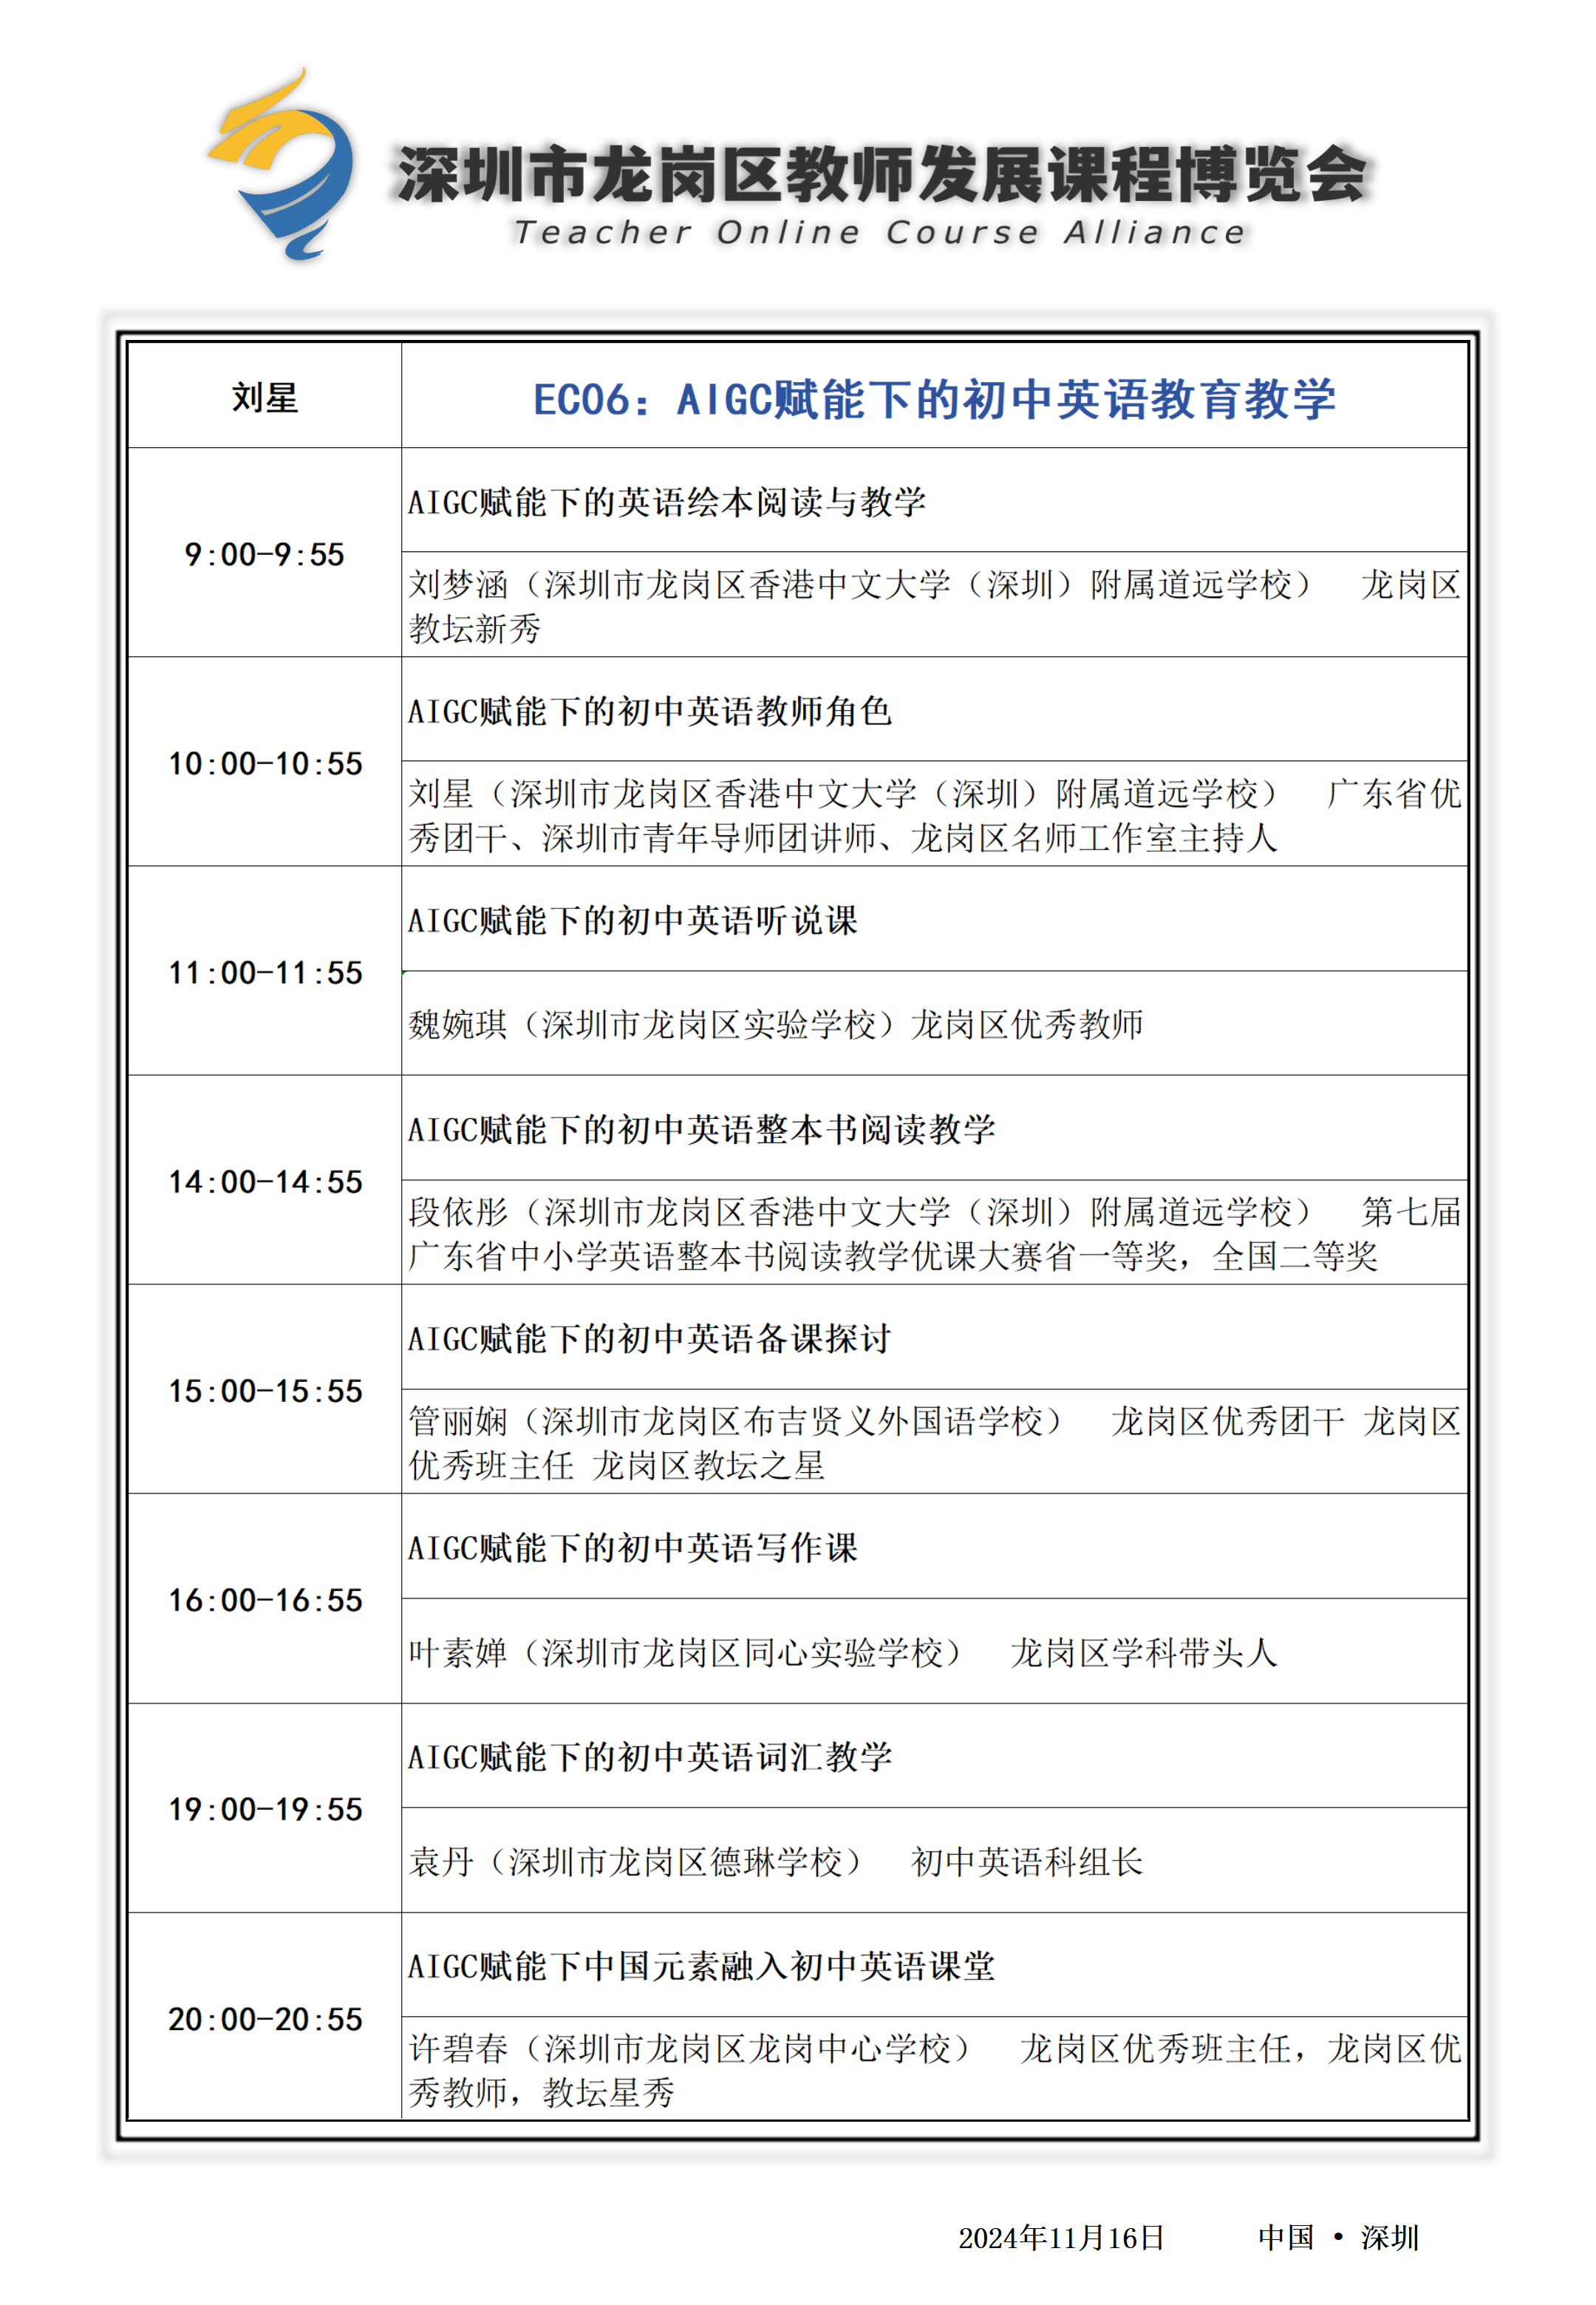 深圳市龙岗区教师发展课程博览会
Teacher Online Course Alliance
刘星
EC06：AIGC赋能下的初中英语教育教学
9:00-9:55
AIGC赋能下的英语绘本阅读与教学
刘梦涵（深圳市龙岗区香港中文大学（深圳）附属道远学校） 龙岗区
教坛新秀
10:00-10:55
AIGC赋能下的初中英语教师角色
刘星（深圳市龙岗区香港中文大学（深圳）附属道远学校） 广东省优
秀团干、深圳市青年导师团讲师、龙岗区名师工作室主持人
11:00-11:55
AIGC赋能下的初中英语听说课
魏婉琪（深圳市龙岗区实验学校）龙岗区优秀教师
14:00-14:55
AIGC赋能下的初中英语整本书阅读教学
段依彤（深圳市龙岗区香港中文大学（深圳）附属道远学校） 第七届
广东省中小学英语整本书阅读教学优课大赛省一等奖，全国二等奖
15:00-15:55
AIGC赋能下的初中英语备课探讨
管丽娴（深圳市龙岗区布吉贤义外国语学校） 龙岗区优秀团干 龙岗区
优秀班主任 龙岗区教坛之星
16:00-16:55
AIGC赋能下的初中英语写作课
叶素婵（深圳市龙岗区同心实验学校） 龙岗区学科带头人
19:00-19:55
AIGC赋能下的初中英语词汇教学
袁丹（深圳市龙岗区德琳学校） 初中英语科组长
20:00-20:55
AIGC赋能下中国元素融入初中英语课堂
许碧春（深圳市龙岗区龙岗中心学校） 龙岗区优秀班主任，龙岗区优
秀教师，教坛星秀
2024年11月16日 中国 • 深圳